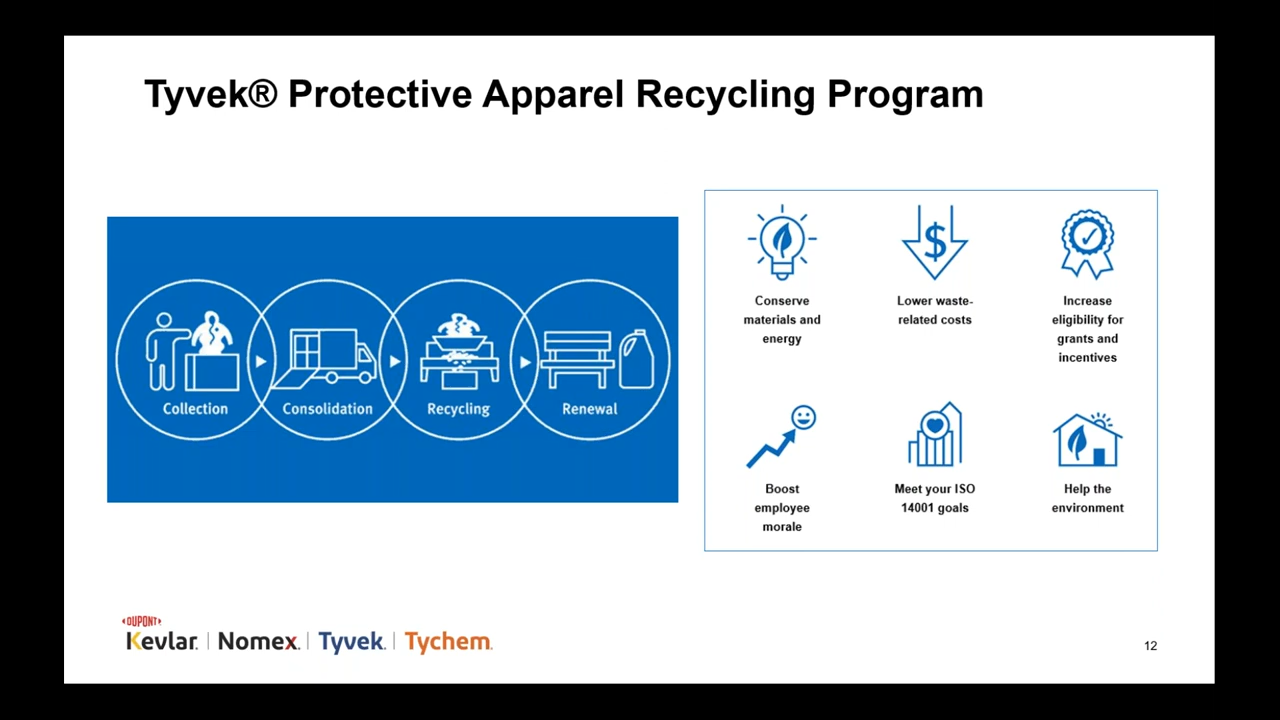 Tyvek® Protective Apparel Recycling Program
Collection
Consolidation
Recycling
Renewal
$
Conserve
materials and
energy
Lower waste-
related costs
Increase
eligibility for
grants and
incentives
Boost
employee
morale
Meet your ISO
14001 goals
Help the
environment
DUPONT
Kevlar. | Nomex. | Tyvek. | Tychem.
12